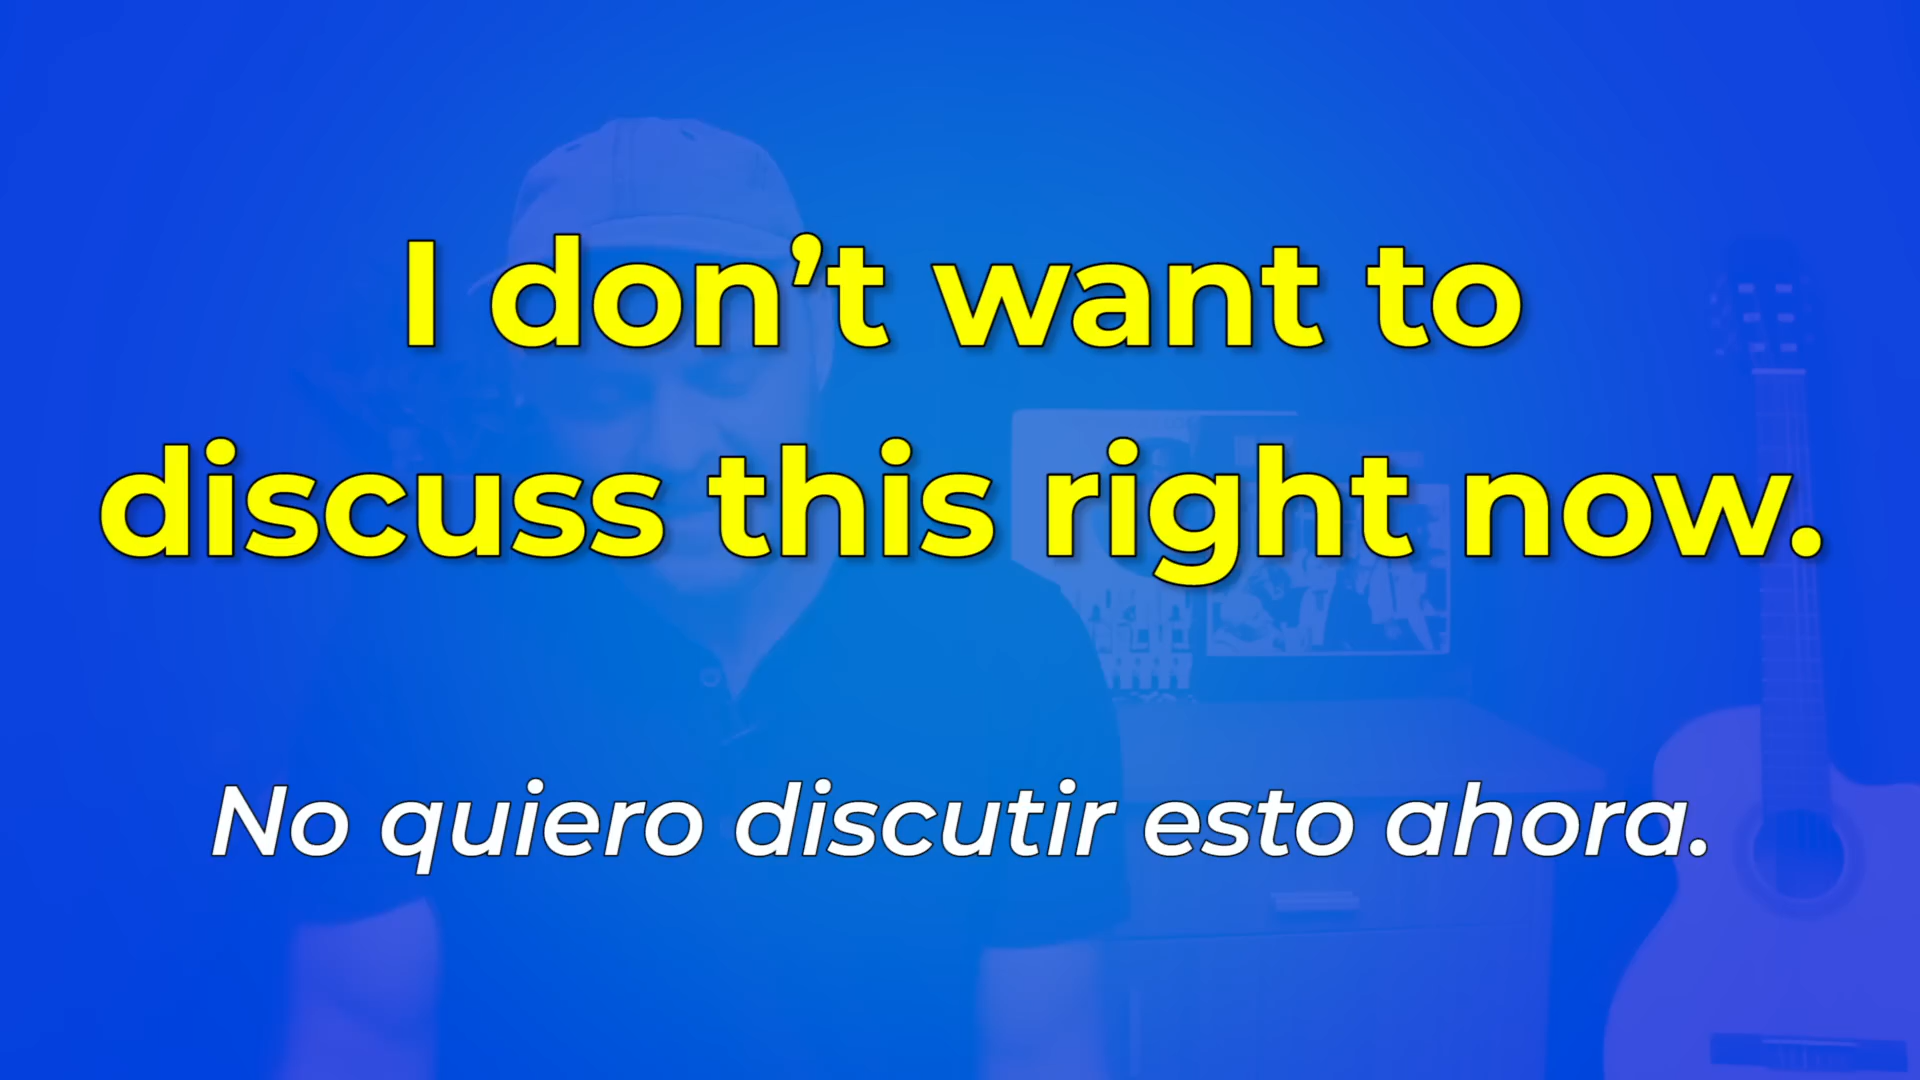 I don’t want to
discuss this right now.
No quiero discutir esto ahora.